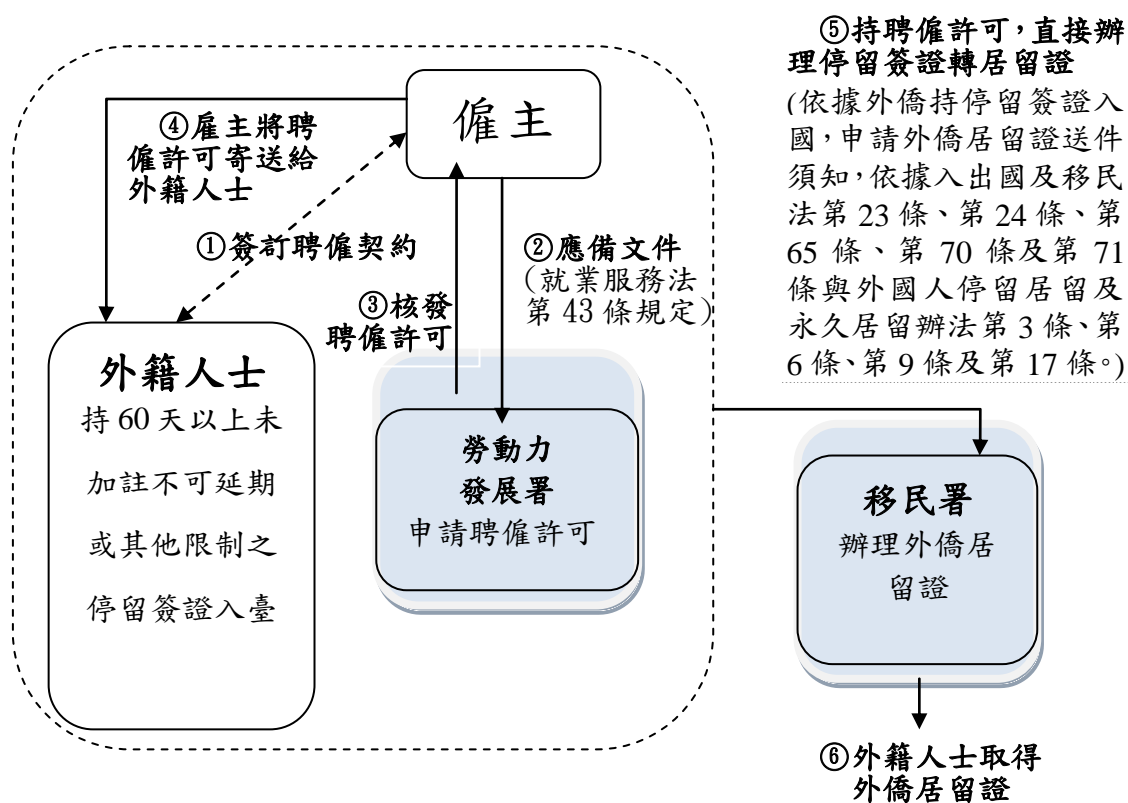 ⑤持聘僱許可，直接辦
理停留簽證轉居留證
(依據外僑持停留簽證入
國，申請外僑居留證送件
須知，依據入出國及移民
法第 23 條、第 24 條、第
65 條、第 70 條及第 71
條與外國人停留居留及
永久居留辦法第 3 條、第
6 條、第 9 條及第 17 條。)
僱主
④雇主將聘
僱許可寄送給
外籍人士
①簽訂聘僱契約
②應備文件
（就業服務法
第 43 條規定）
③核發
聘僱許可
外籍人士
持 60 天以上未
加註不可延期
或其他限制之
停留簽證入臺
勞動力
發展署
申請聘僱許可
移民署
辦理外僑居
留證
⑥外籍人士取得
外僑居留證